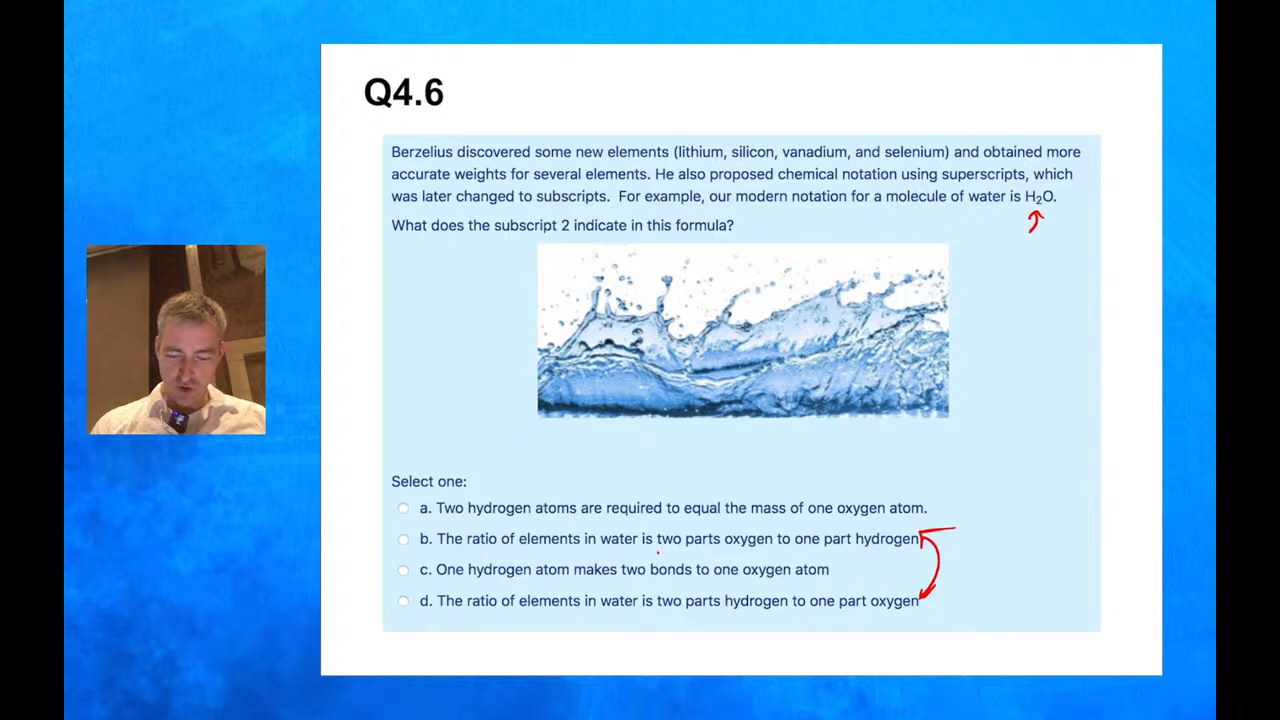 Q4.6
Berzelius discovered some new elements (lithium, silicon, vanadium, and selenium) and obtained more
accurate weights for several elements. He also proposed chemical notation using superscripts, which
was later changed to subscripts.  For example, our modern notation for a molecule of water is H₂O.
What does the subscript 2 indicate in this formula?
Select one:
a. Two hydrogen atoms are required to equal the mass of one oxygen atom.
b. The ratio of elements in water is two parts oxygen to one part hydrogen
c. One hydrogen atom makes two bonds to one oxygen atom
d. The ratio of elements in water is two parts hydrogen to one part oxygen